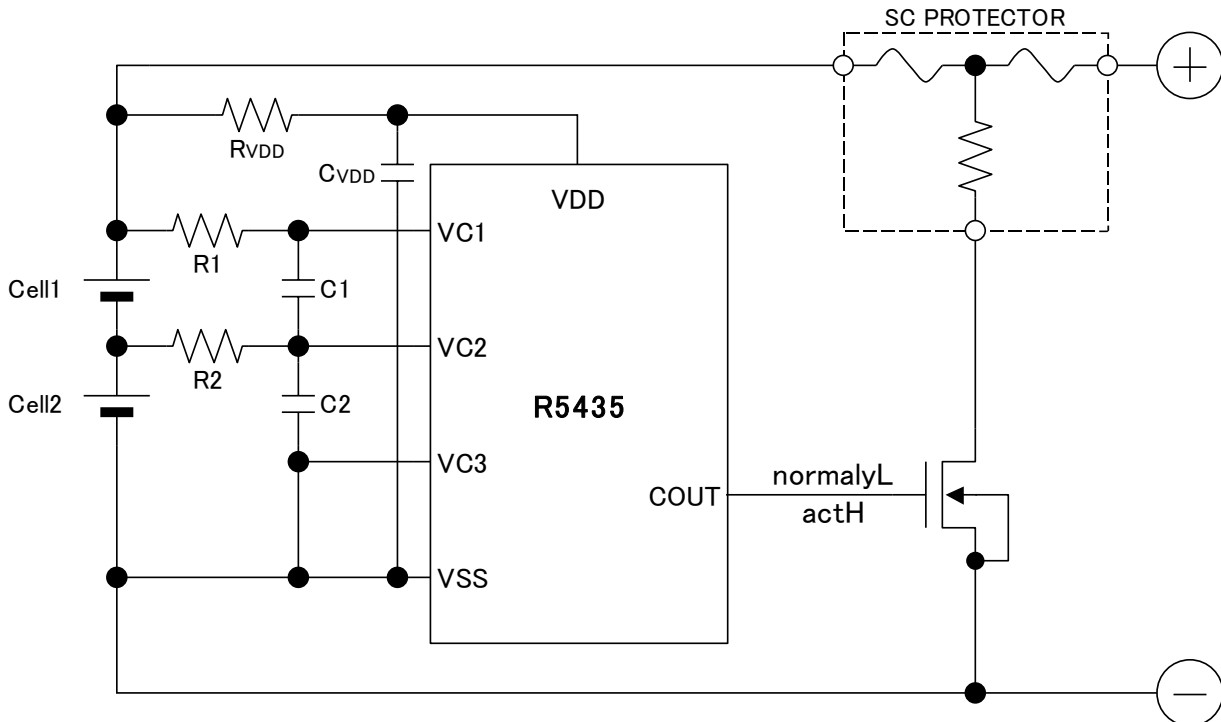 SC PROTECTOR
+
RVDD
CVDD
VDD
VC1
R1
Cell1
C1
VC2
R2
Cell2
C2
R5435
VC3
COUT
normalyL
actH
VSS
−